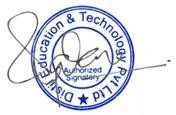 Education & Technology Pvt Ltd ★
Authorized
Signatory